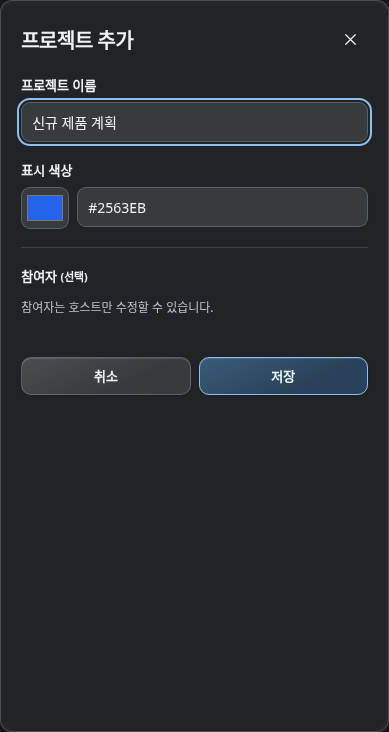 프로젝트 추가
프로젝트 이름
신규 제품 계획
표시 색상
#2563EB
참여자 (선택)
참여자는 호스트만 수정할 수 있습니다.
취소
저장